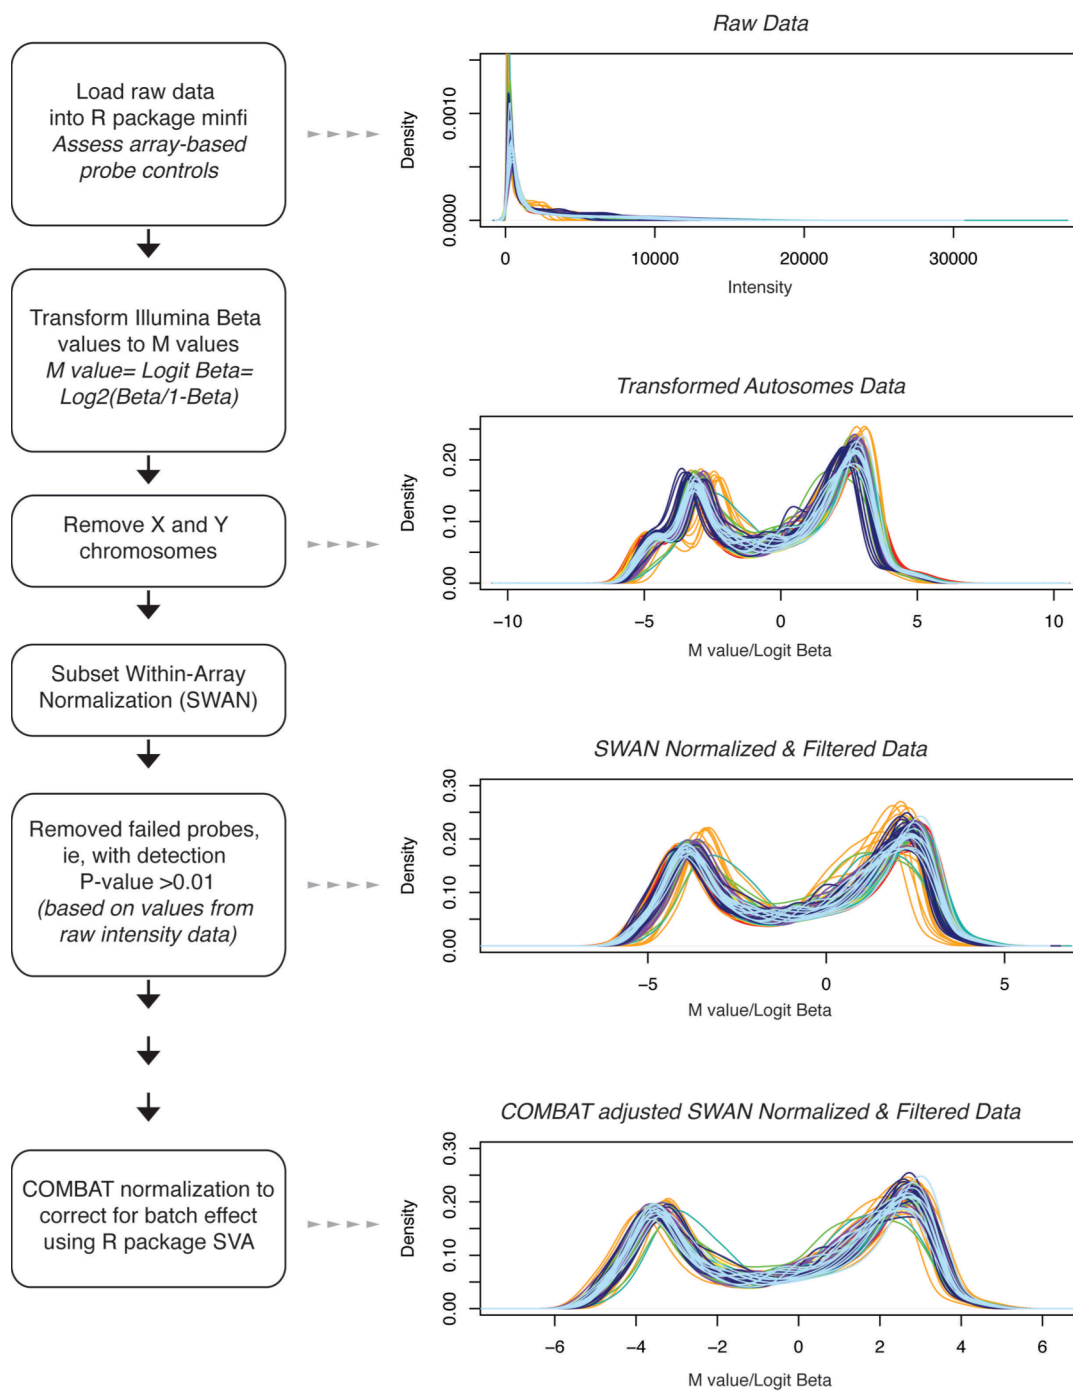 Raw Data
Load raw data
into R package minfi
Assess array-based
probe controls
Density
0.0010
0.0000
0
10000
20000
30000
Intensity
Transform Illumina Beta
values to M values
M value= Logit Beta=
Log2(Beta/1-Beta)
Transformed Autosomes Data
Remove X and Y
chromosomes
Density
0.20
0.10
0.00
−10
−5
0
5
10
M value/Logit Beta
Subset Within-Array
Normalization (SWAN)
SWAN Normalized & Filtered Data
Removed failed probes,
ie, with detection
P-value >0.01
(based on values from
raw intensity data)
Density
0.30
0.20
0.10
0.00
−5
0
5
M value/Logit Beta
COMBAT adjusted SWAN Normalized & Filtered Data
COMBAT normalization to
correct for batch effect
using R package SVA
Density
0.30
0.20
0.10
0.00
−6
−4
−2
0
2
4
6
M value/Logit Beta